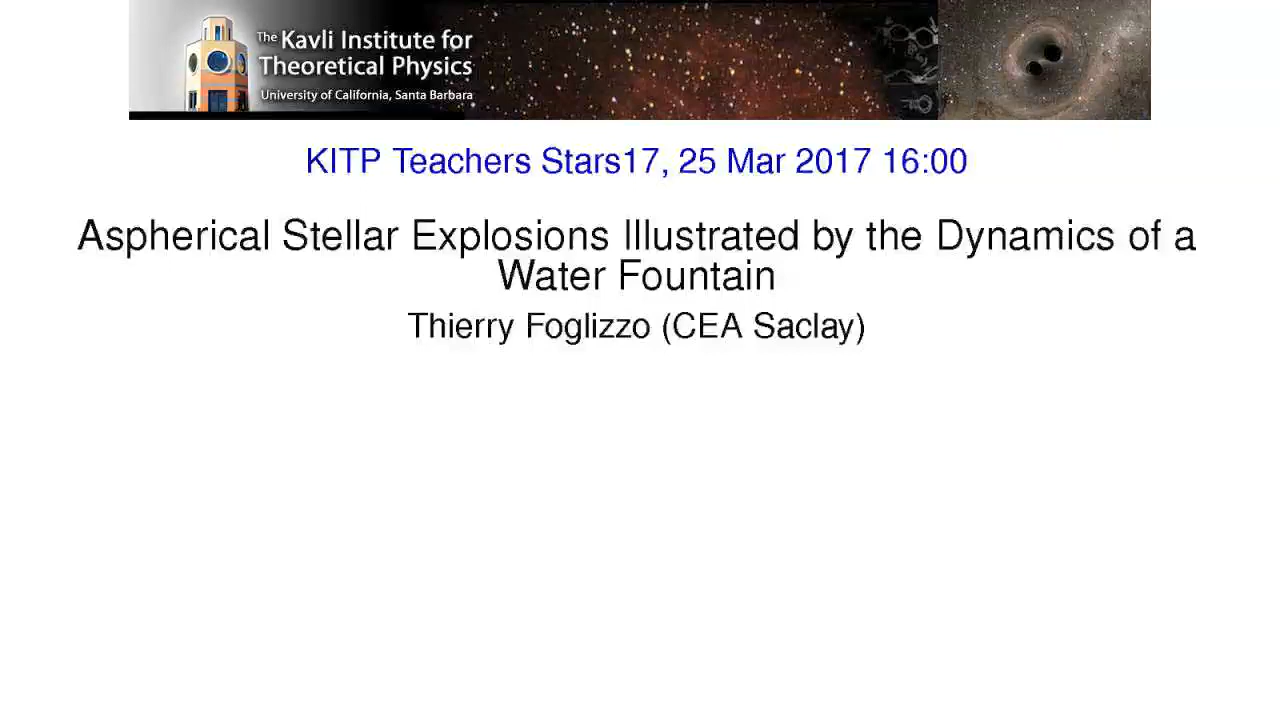 The Kavli Institute for
Theoretical Physics
University of California, Santa Barbara
KITP Teachers Stars17, 25 Mar 2017 16:00
Aspherical Stellar Explosions Illustrated by the Dynamics of a
Water Fountain
Thierry Foglizzo (CEA Saclay)